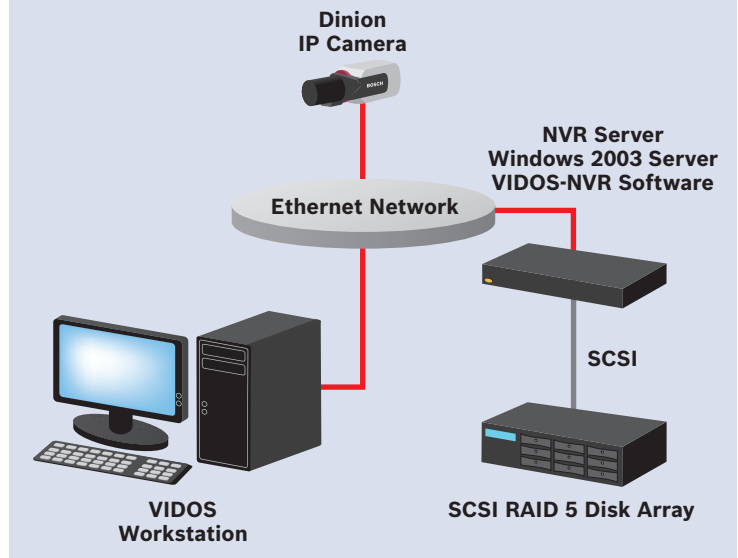 Dinion
IP Camera
BOSCH
NVR Server
Windows 2003 Server
VIDOS-NVR Software
Ethernet Network
SCSI
VIDOS
Workstation
SCSI RAID 5 Disk Array